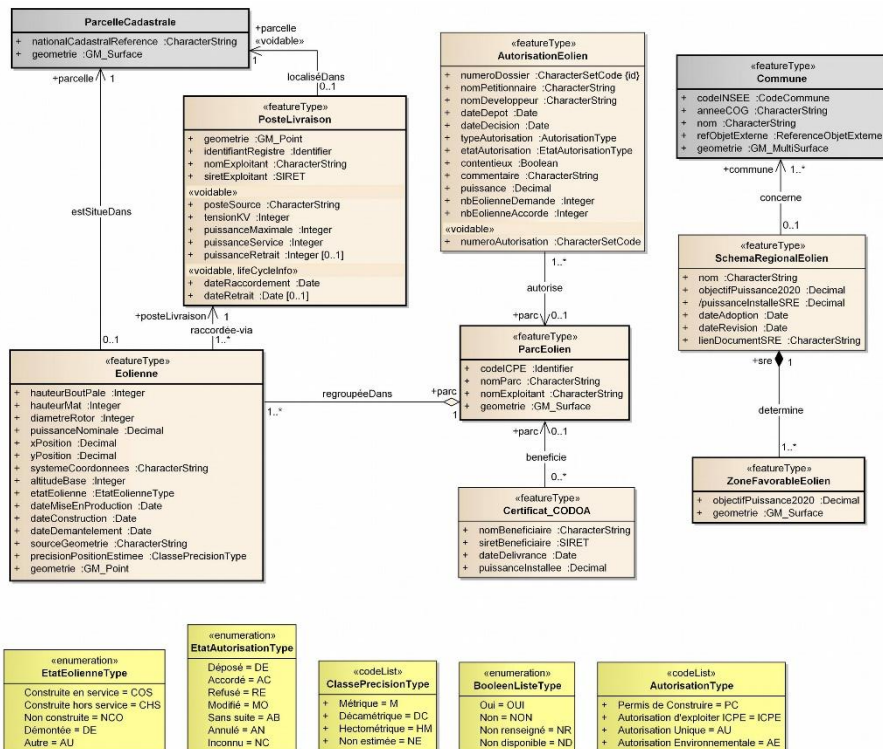 ParcelleCadastrale
+ nationalCadastralReference :CharacterString
+ geometrie :GM_Surface
+parcelle
«voidable»
1
localiséDans
0..1
+parcelle
1
estSitueDans
0..1
«featureType»
PosteLivraison
+ geometrie :GM_Point
+ identifiantRegistre :Identifier
+ nomExploitant :CharacterString
+ siretExploitant :SIRET
«voidable»
+ posteSource :CharacterString
+ tensionKV :Integer
+ puissanceMaximale :Integer
+ puissanceService :Integer
+ puissanceRetrait :Integer [0..1]
«voidable, lifeCycleInfo»
+ dateRaccordement :Date
+ dateRetrait :Date [0..1]
+posteLivraison
1
raccordée-via
1..*
«featureType»
AutorisationEolien
+ numeroDossier :CharacterSetCode {id}
+ nomPetitionnaire :CharacterString
+ nomDeveloppeur :CharacterString
+ dateDepot :Date
+ dateDecision :Date
+ typeAutorisation :AutorisationType
+ etatAutorisation :EtatAutorisationType
+ contentieux :Boolean
+ commentaire :CharacterString
+ puissance :Decimal
+ nbEolienneDemande :Integer
+ nbEolienneAccorde :Integer
«voidable»
+ numeroAutorisation :CharacterSetCode
1..*
autorise
+parc
0..1
«featureType»
Commune
+ codeINSEE :CodeCommune
+ anneeCOG :CharacterString
+ nom :CharacterString
+ refObjetExterne :ReferenceObjetExterne
+ geometrie :GM_MultiSurface
+commune
1..*
concerne
0..1
«featureType»
SchemaRegionalEolien
+ nom :CharacterString
+ objectifPuissance2020 :Decimal
+ /puissanceInstalleSRE :Decimal
+ dateAdoption :Date
+ dateRevision :Date
+ lienDocumentSRE :CharacterString
+sre
1
determine
1..*
«featureType»
ZoneFavorableEolien
+ objectifPuissance2020 :Decimal
+ geometrie :GM_Surface
«featureType»
Eolienne
+ hauteurBoutPale :Integer
+ hauteurMat :Integer
+ diametreRotor :Integer
+ puissanceNominale :Decimal
+ xPosition :Decimal
+ yPosition :Decimal
+ systemeCoordonnees :CharacterString
+ altitudeBase :Integer
+ etatEolienne :EtatEolienneType
+ dateMiseEnProduction :Date
+ dateConstruction :Date
+ dateDemantelement :Date
+ sourceGeometrie :CharacterString
+ precisionPositionEstimee :ClassePrecisionType
+ geometrie :GM_Point
1..*
regroupéeDans
+parc
1
«featureType»
ParcEolien
+ codeICPE :Identifier
+ nomParc :CharacterString
+ nomExploitant :CharacterString
+ geometrie :GM_Surface
+parc
0..1
beneficie
0..*
«featureType»
Certificat_CODOA
+ nomBeneficiaire :CharacterString
+ siretBeneficiaire :SIRET
+ dateDelivrance :Date
+ puissanceInstallee :Decimal
«enumeration»
EtatEolienneType
Construite en service = COS
Construite hors service = CHS
Non construite = NCO
Démontée = DE
Autre = AU
«enumeration»
EtatAutorisationType
Déposé = DE
Accordé = AC
Refusé = RE
Modifié = MO
Sans suite = AB
Annulé = AN
Inconnu = NC
«codeList»
ClassePrecisionType
+ Métrique = M
+ Décamétrique = DC
+ Hectométrique = HM
+ Non estimée = NE
«enumeration»
BooleenListeType
Oui = OUI
Non = NON
Non renseigné = NR
Non disponible = ND
«codeList»
AutorisationType
+ Permis de Construire = PC
+ Autorisation d'exploiter ICPE = ICPE
+ Autorisation Unique = AU
+ Autorisation Environementale = AE